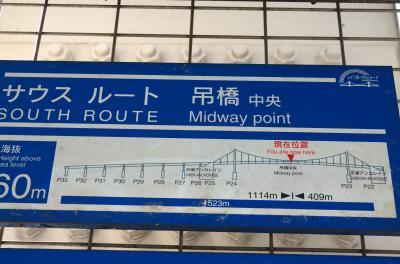 サウス ルート 吊橋 中央
SOUTH ROUTE Midway point
海抜
Height above
sea level
60m
現在位置
You are now here
吊橋中央
Midway point
P33 P32 P31 P30 P29 P28 P27 P26 P25 P24 P23 P22
1114m 409m
1523m